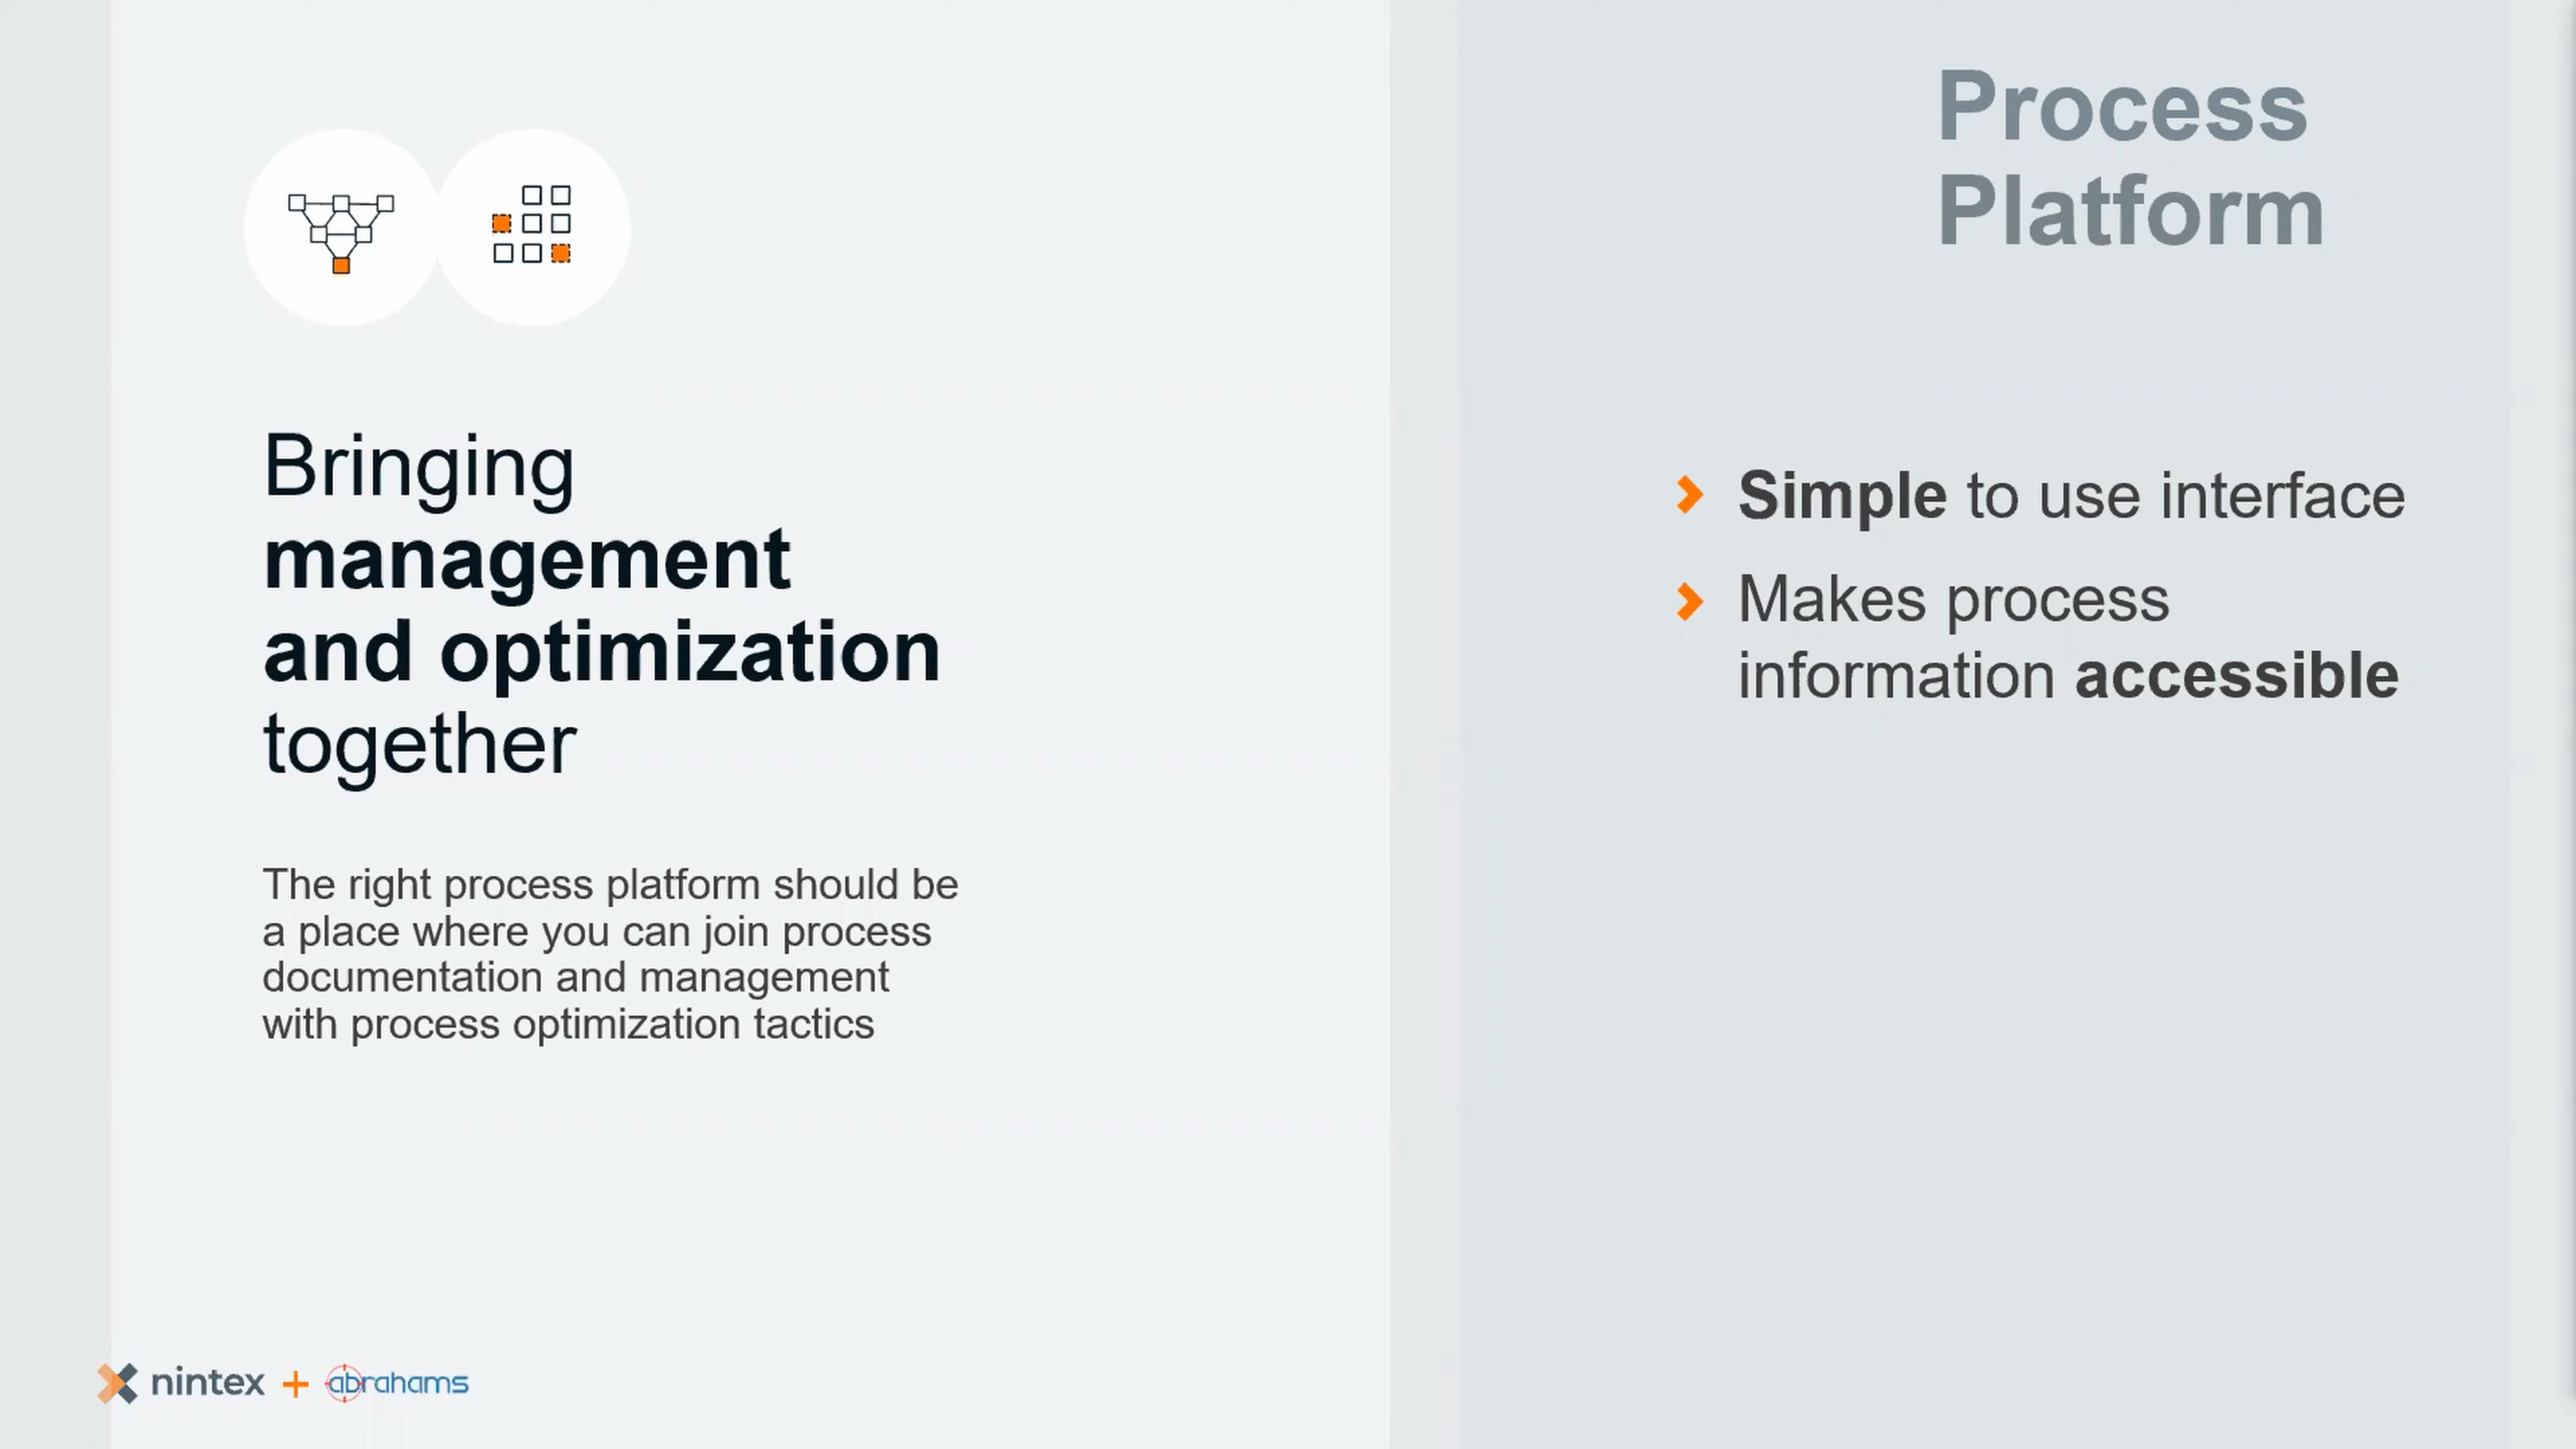 Bringing
management
and optimization
together
The right process platform should be
a place where you can join process
documentation and management
with process optimization tactics
Process
Platform
Simple to use interface
Makes process
information accessible
nintex + abrahams